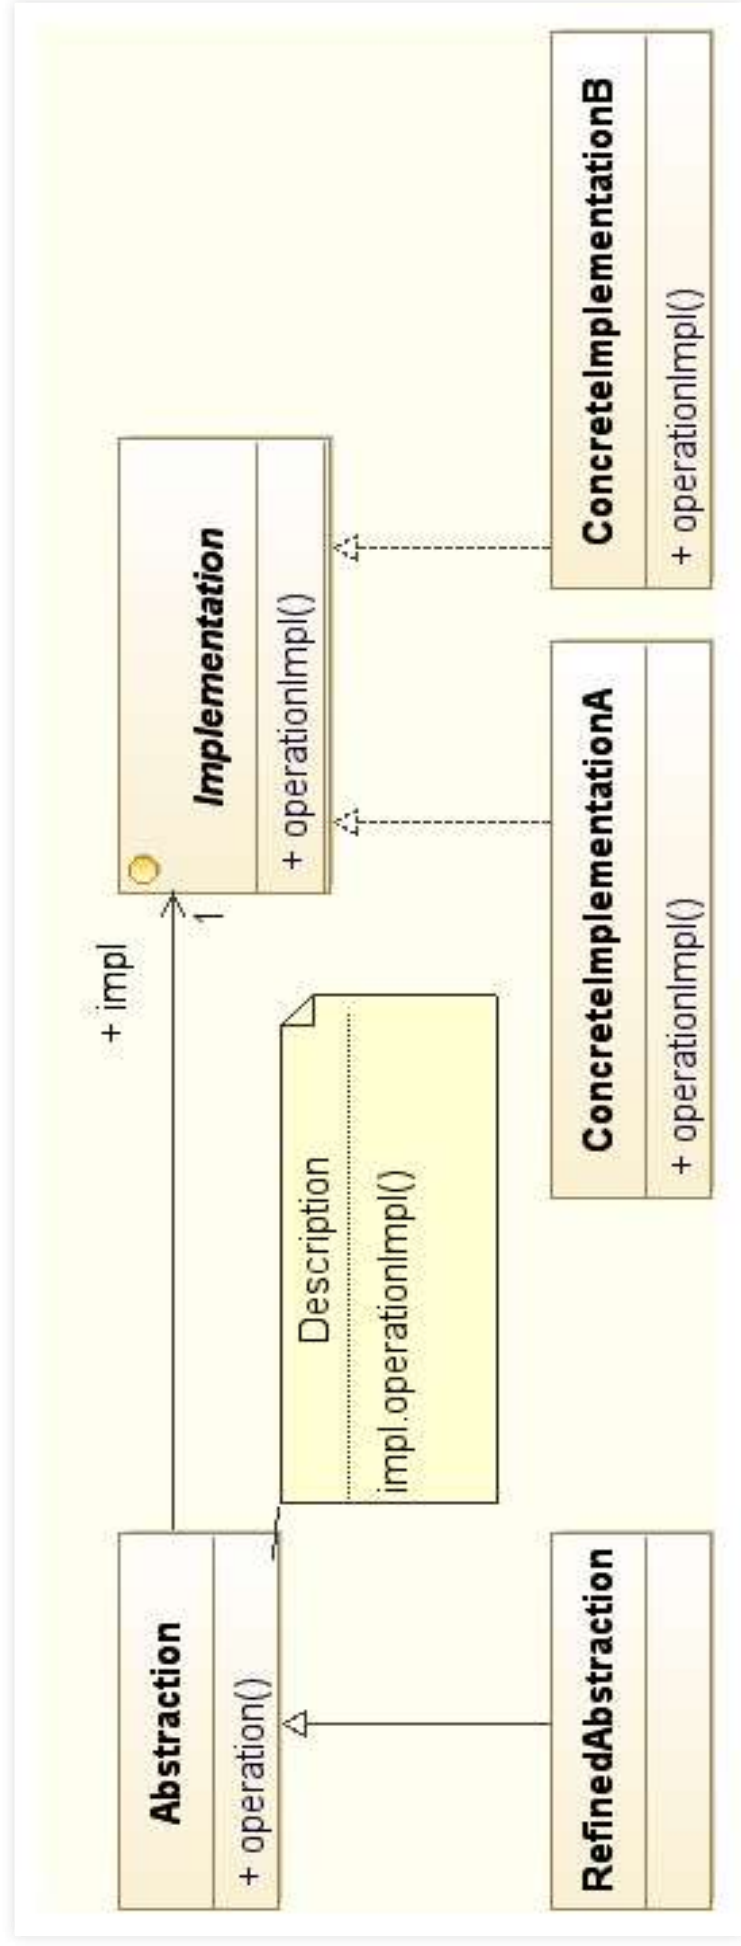 + impl
1
Abstraction
+ operation()
Implementation
+ operationImpl()
Description
impl.operationImpl()
RefinedAbstraction
ConcreteImplementationA
+ operationImpl()
ConcreteImplementationB
+ operationImpl()